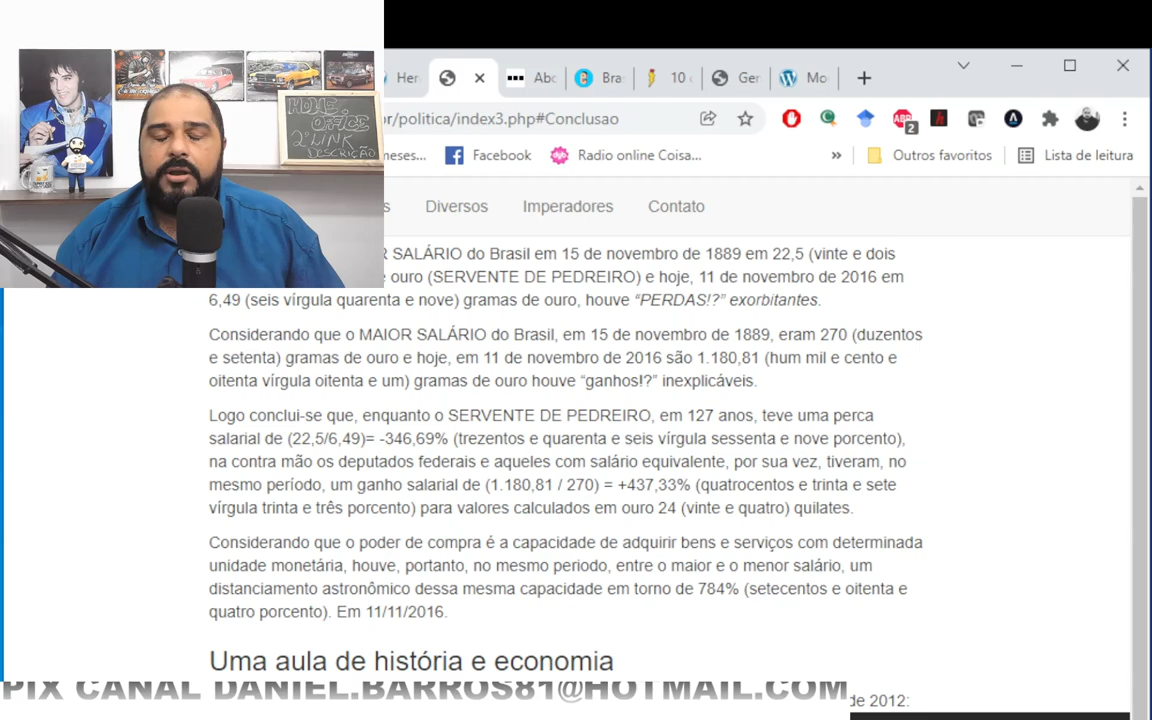 HOME
OFFICE
2º LINK
DESCRIÇÃO
Her
Abc
Bra
10 c
Ger
Mo
r/politica/index3.php#Conclusao
2
meses...
Facebook
Radio online Coisa...
»
Outros favoritos
Lista de leitura
s
Diversos
Imperadores
Contato
R SALÁRIO do Brasil em 15 de novembro de 1889 em 22,5 (vinte e dois
e ouro (SERVENTE DE PEDREIRO) e hoje, 11 de novembro de 2016 em
6,49 (seis vírgula quarenta e nove) gramas de ouro, houve “PERDAS!?” exorbitantes.
Considerando que o MAIOR SALÁRIO do Brasil, em 15 de novembro de 1889, eram 270 (duzentos
e setenta) gramas de ouro e hoje, em 11 de novembro de 2016 são 1.180,81 (hum mil e cento e
oitenta vírgula oitenta e um) gramas de ouro houve “ganhos!?” inexplicáveis.
Logo conclui-se que, enquanto o SERVENTE DE PEDREIRO, em 127 anos, teve uma perca
salarial de (22,5/6,49)= -346,69% (trezentos e quarenta e seis vírgula sessenta e nove porcento),
na contra mão os deputados federais e aqueles com salário equivalente, por sua vez, tiveram, no
mesmo período, um ganho salarial de (1.180,81 / 270) = +437,33% (quatrocentos e trinta e sete
vírgula trinta e três porcento) para valores calculados em ouro 24 (vinte e quatro) quilates.
Considerando que o poder de compra é a capacidade de adquirir bens e serviços com determinada
unidade monetária, houve, portanto, no mesmo periodo, entre o maior e o menor salário, um
distanciamento astronômico dessa mesma capacidade em torno de 784% (setecentos e oitenta e
quatro porcento). Em 11/11/2016.
Uma aula de história e economia
PIX CANAL DANIEL.BARROS81@HOTMAIL.COM
de 2012: